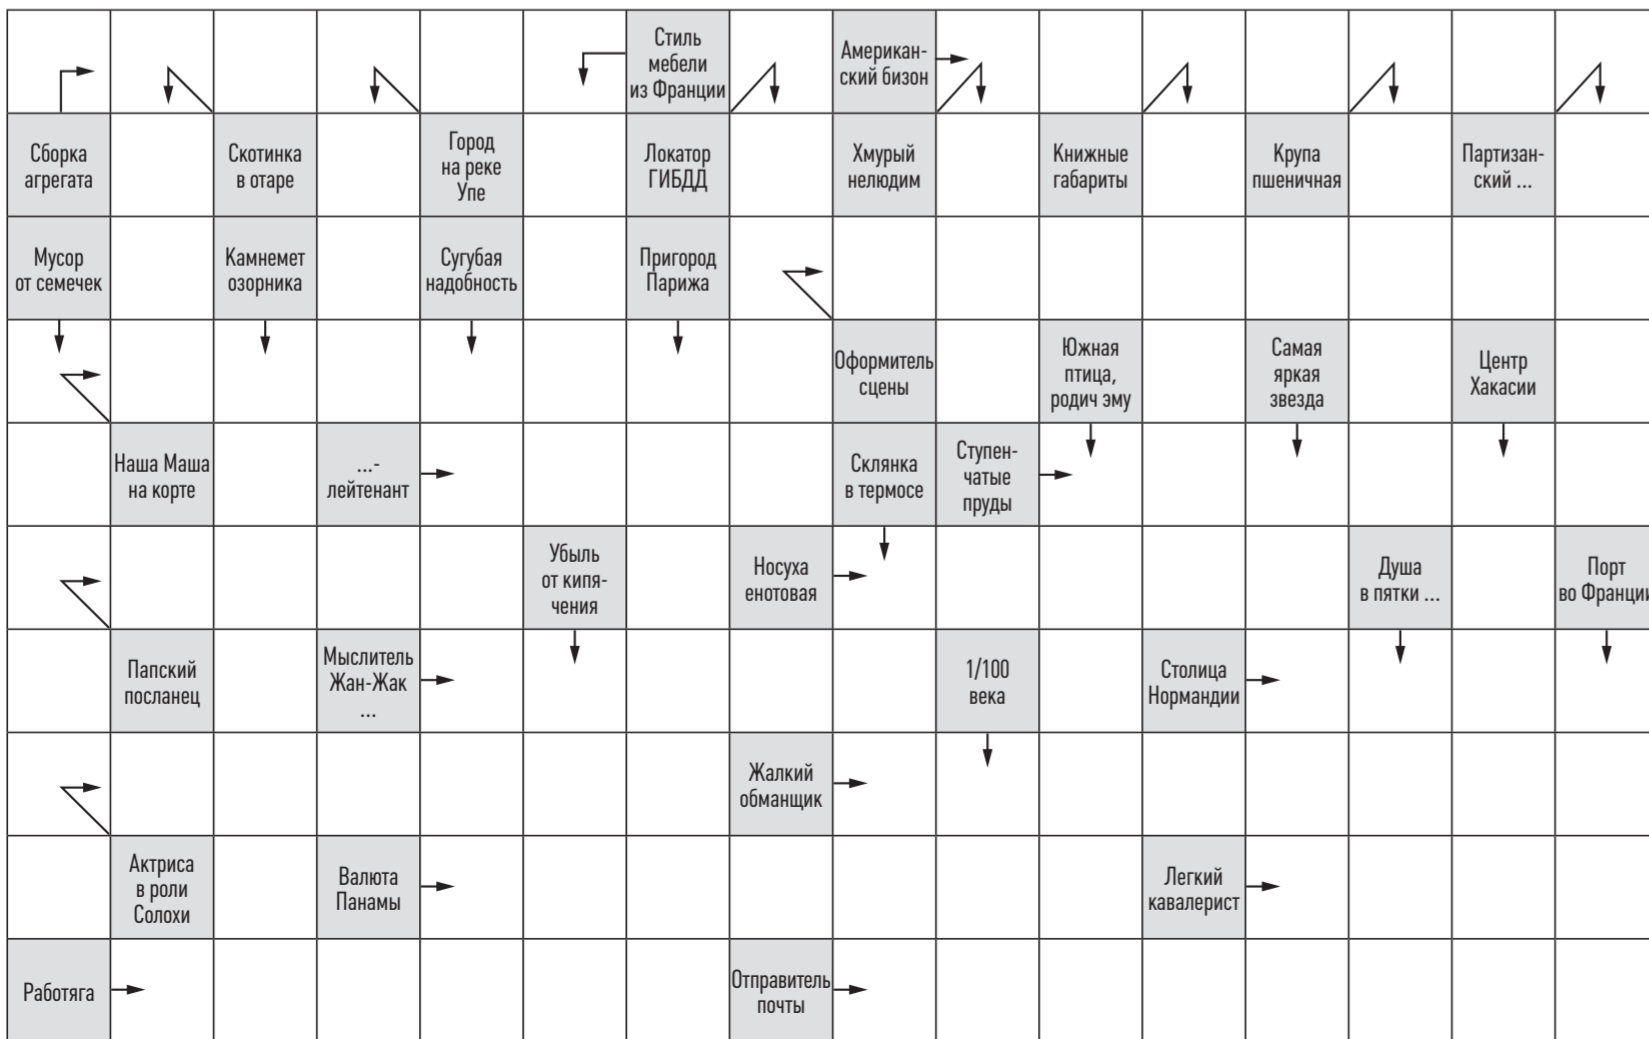 Стиль
мебели
из Франции
Американ-
ский бизон
Сборка
агрегата
Скотинка
в отаре
Город
на реке
Упе
Локатор
ГИБДД
Хмурый
нелюдим
Книжные
габариты
Крупа
пшеничная
Партизан-
ский ...
Мусор
от семечек
Камнемет
озорника
Сугубая
надобность
Пригород
Парижа
Оформитель
сцены
Южная
птица,
родич эму
Самая
яркая
звезда
Центр
Хакасии
Наша Маша
на корте
...-
лейтенант
Склянка
в термосе
Ступен-
чатые
пруды
Убыль
от кипя-
чения
Носуха
енотовая
Душа
в пятки ...
Порт
во Франции
Папский
посланец
Мыслитель
Жан-Жак
...
1/100
века
Столица
Нормандии
Жалкий
обманщик
Актриса
в роли
Солохи
Валюта
Панамы
Легкий
кавалерист
Работяга
Отправитель
почты